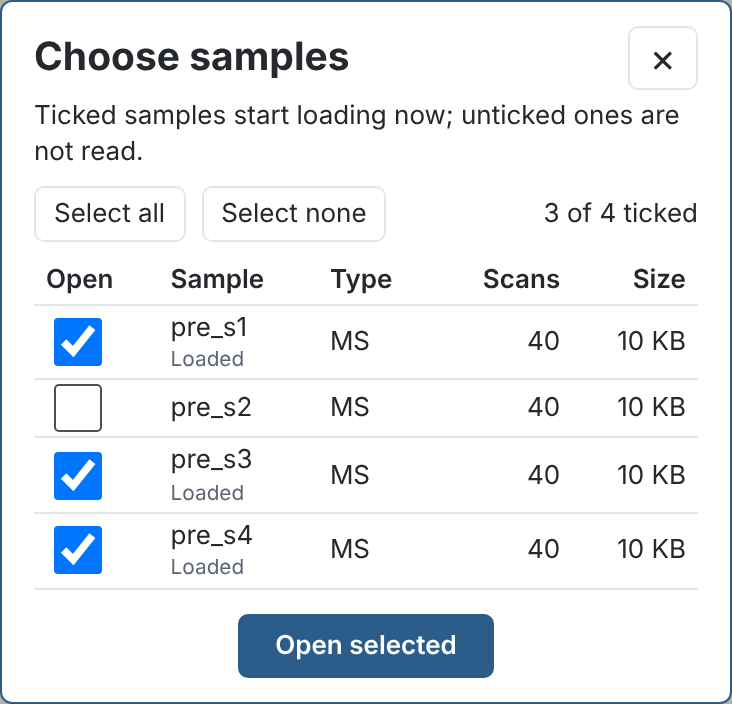 Choose samples
×
Ticked samples start loading now; unticked ones are
not read.
Select all Select none 3 of 4 ticked
Open Sample Type Scans Size
pre_s1 MS 40 10 KB
Loaded
pre_s2 MS 40 10 KB
pre_s3 MS 40 10 KB
Loaded
pre_s4 MS 40 10 KB
Loaded
Open selected